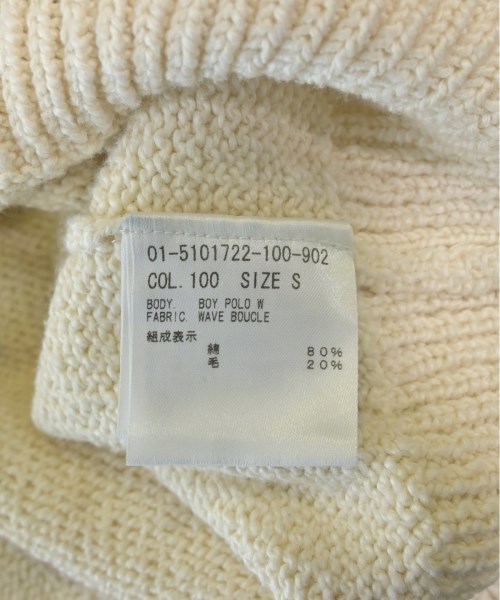 01-5101722-100-902
COL.100 SIZE S
BODY. BOY POLO W
FABRIC. WAVE BOUCLE
組成表示
綿 80%
毛 20%